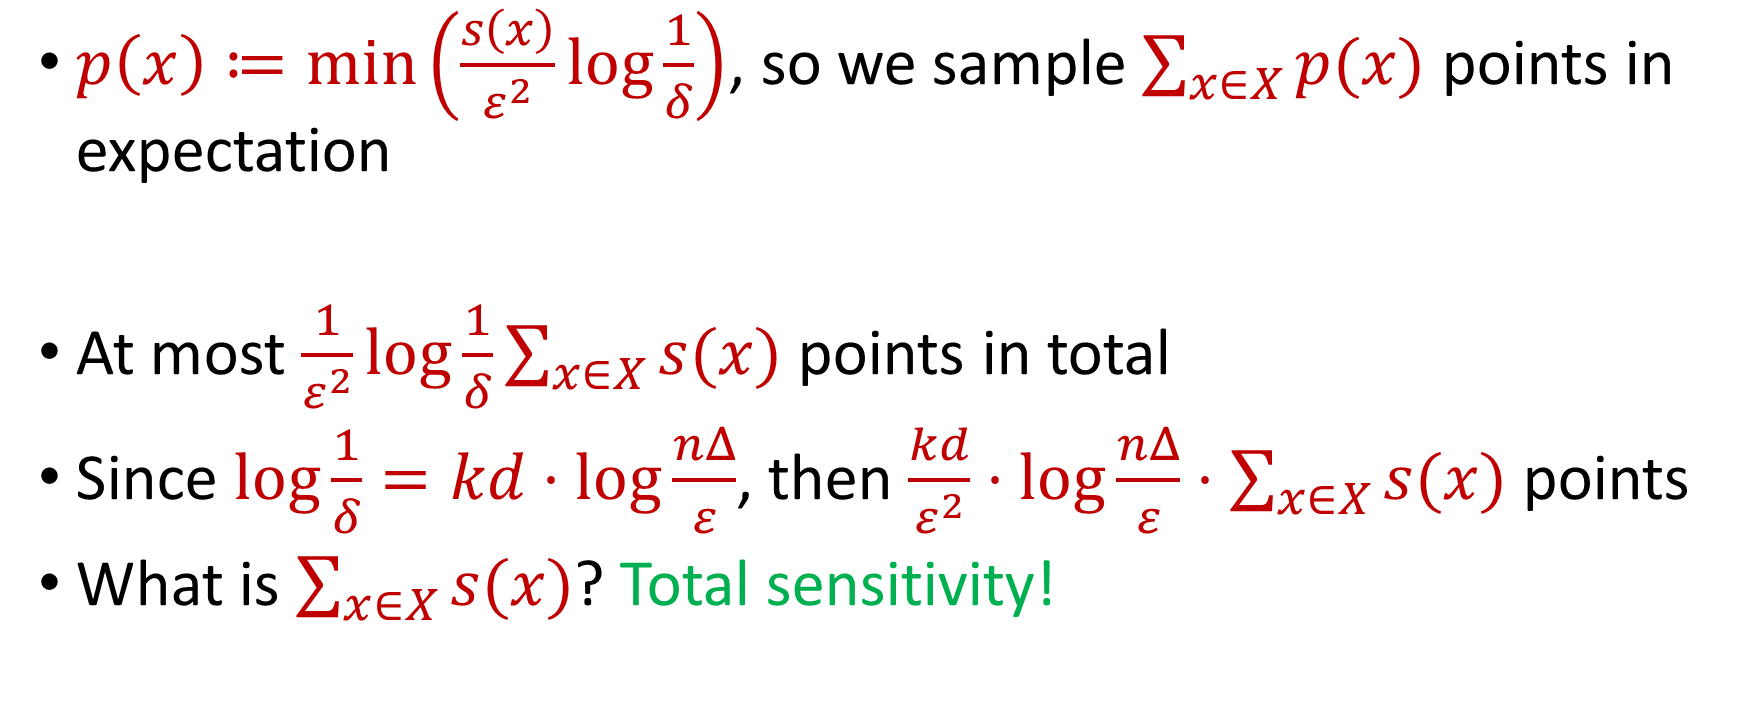 • p(x) ≔ min(s(x)/ε² log 1/δ), so we sample ∑_{x∈X} p(x) points in
expectation
• At most 1/ε² log 1/δ ∑_{x∈X} s(x) points in total
• Since log 1/δ = kd · log nΔ/ε, then kd/ε² · log nΔ/ε · ∑_{x∈X} s(x) points
• What is ∑_{x∈X} s(x)? Total sensitivity!